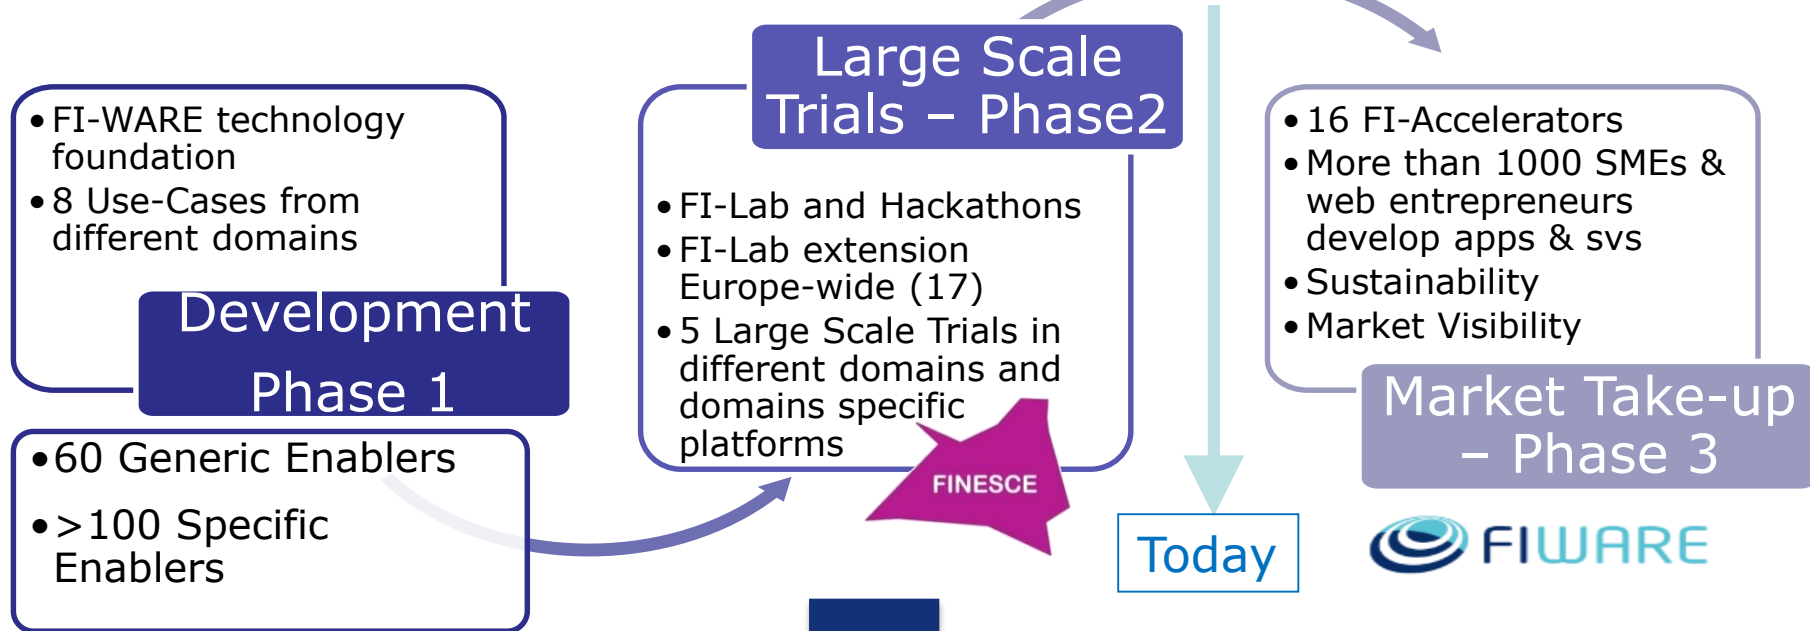 • FI-WARE technology
foundation
• 8 Use-Cases from
different domains
Development
Phase 1
•60 Generic Enablers
•>100 Specific
Enablers
Large Scale
Trials – Phase2
•FI-Lab and Hackathons
•FI-Lab extension
Europe-wide (17)
•5 Large Scale Trials in
different domains and
domains specific
platforms
FINESCE
Today
•16 FI-Accelerators
•More than 1000 SMEs &
web entrepreneurs
develop apps & svs
•Sustainability
•Market Visibility
Market Take-up
– Phase 3
FIWARE